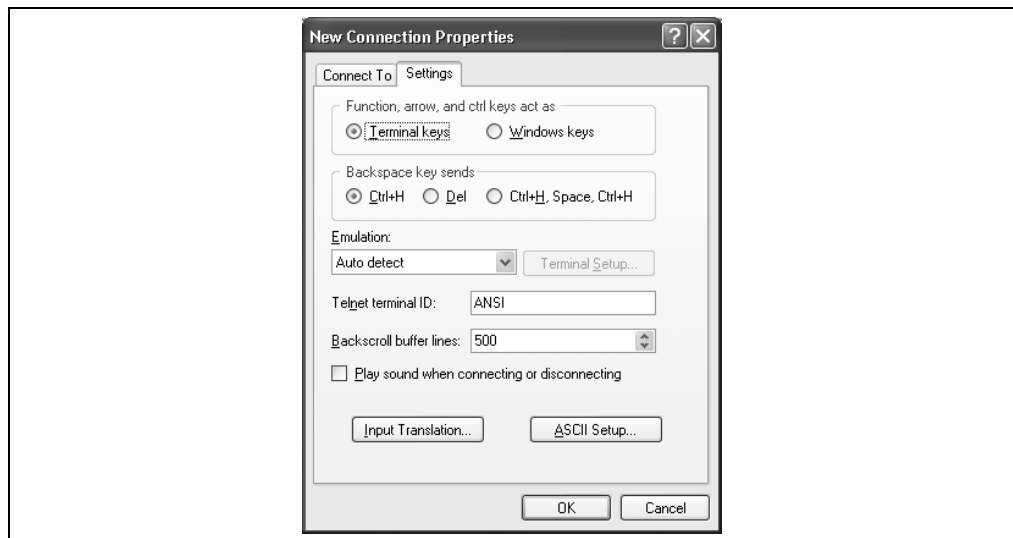 New Connection Properties
Connect To Settings
Function, arrow, and ctrl keys act as
Terminal keys Windows keys
Backspace key sends
Ctrl+H Del Ctrl+H, Space, Ctrl+H
Emulation:
Auto detect Terminal Setup...
Telnet terminal ID: ANSI
Backscroll buffer lines: 500
Play sound when connecting or disconnecting
Input Translation... ASCII Setup...
OK Cancel